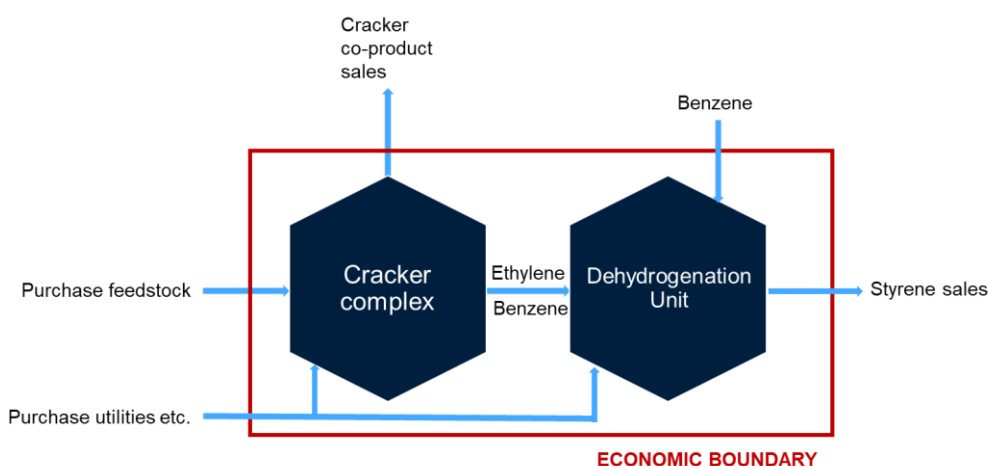 Cracker
co-product
sales
Benzene
Cracker
complex
Ethylene
Benzene
Dehydrogenation
Unit
Purchase feedstock
Styrene sales
Purchase utilities etc.
ECONOMIC BOUNDARY